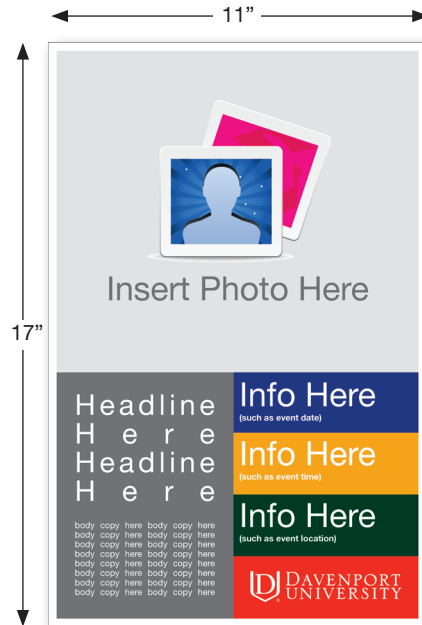 11”
17”
Insert Photo Here
Headline
Here
Headline
Here
body copy here body copy here
body copy here body copy here
body copy here body copy here
body copy here body copy here
body copy here body copy here
body copy here body copy here
body copy here body copy here
body copy here body copy here
Info Here
(such as event date)
Info Here
(such as event time)
Info Here
(such as event location)
DU DAVENPORT
UNIVERSITY